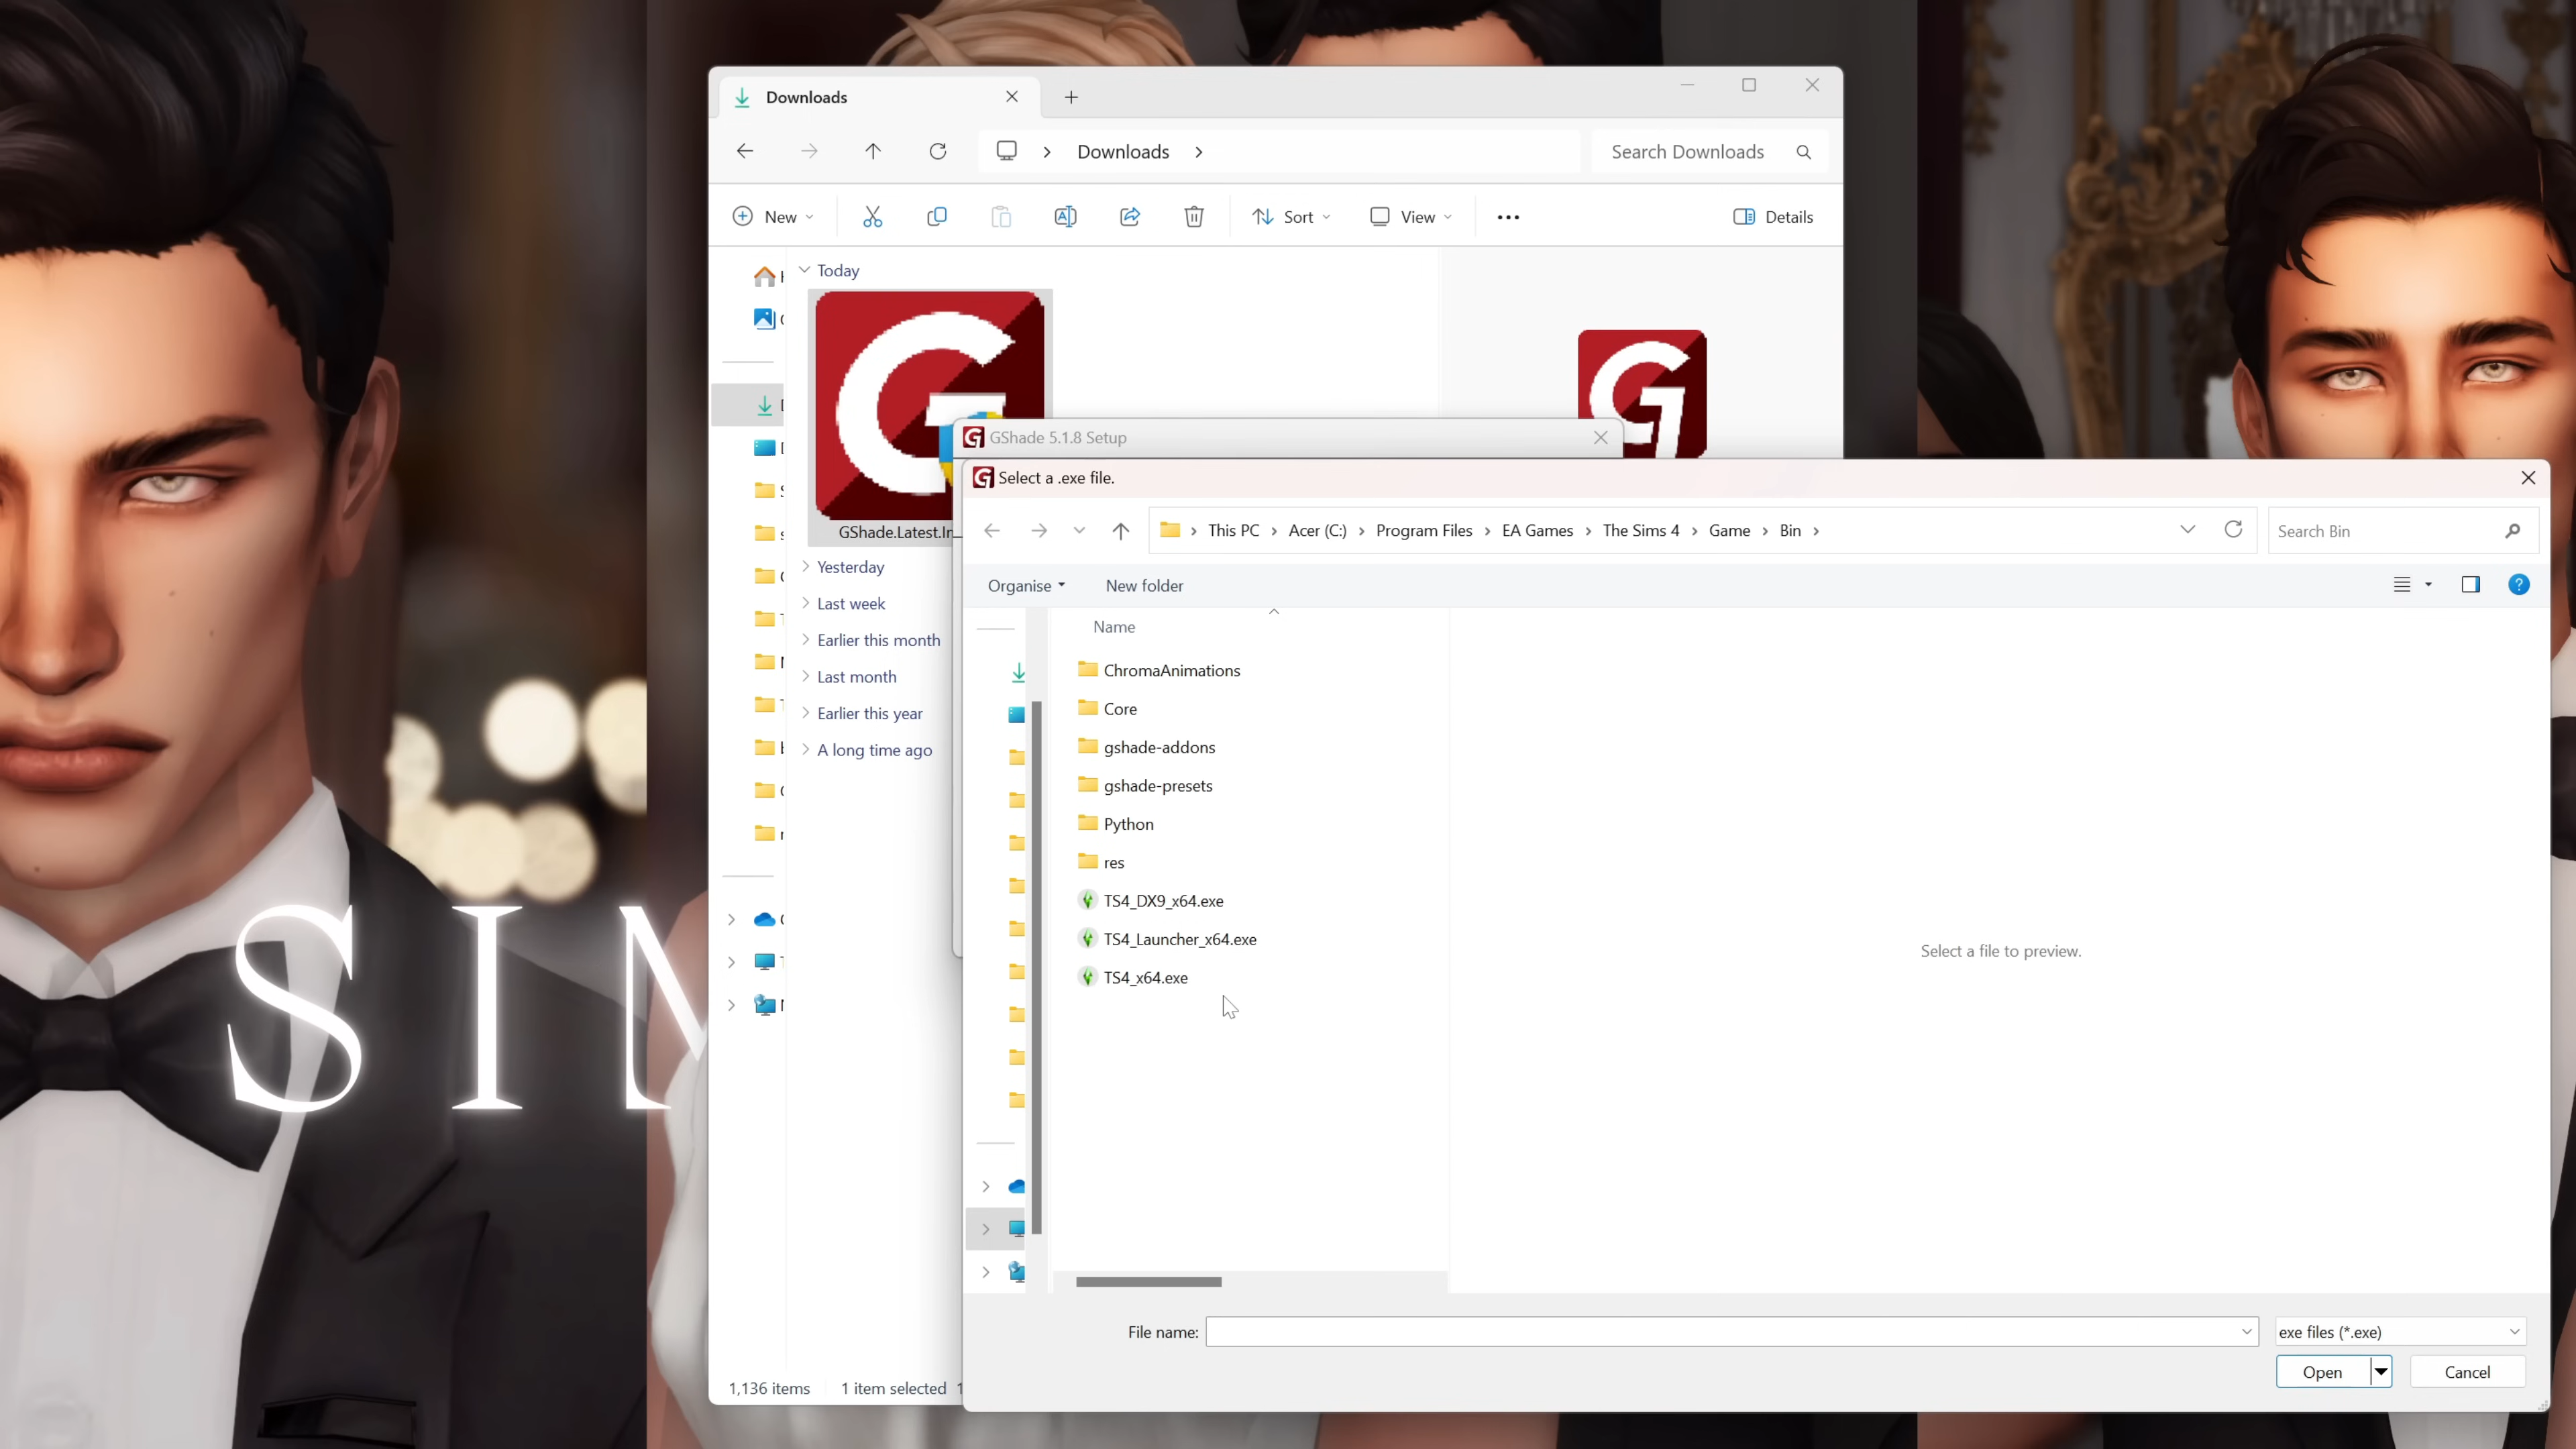 Downloads
Downloads
Search Downloads
New
Sort
View
Details
Today
GShade.Latest.In
Yesterday
Last week
Earlier this month
Last month
Earlier this year
A long time ago
1,136 items
1 item selected
GShade 5.1.8 Setup
Select a .exe file.
This PC
Acer (C:)
Program Files
EA Games
The Sims 4
Game
Bin
Search Bin
Organise
New folder
Name
ChromaAnimations
Core
gshade-addons
gshade-presets
Python
res
TS4_DX9_x64.exe
TS4_Launcher_x64.exe
TS4_x64.exe
Select a file to preview.
File name:
exe files (*.exe)
Open
Cancel
SIM